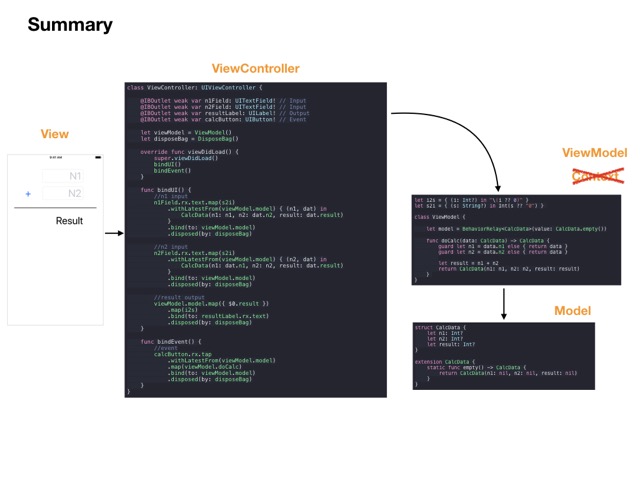 Summary
ViewController
class ViewController: UIViewController {
@IBOutlet weak var n1Field: UITextField! // Input
@IBOutlet weak var n2Field: UITextField! // Input
@IBOutlet weak var resultLabel: UILabel! // Output
@IBOutlet weak var calcButton: UIButton! // Event
let viewModel = ViewModel()
let disposeBag = DisposeBag()
override func viewDidLoad() {
super.viewDidLoad()
bindUI()
bindEvent()
}
func bindUI() {
//n1 input
n1Field.rx.text.map(s2i)
.withLatestFrom(viewModel.model) { (n1, dat) in
CalcData(n1: n1, n2: dat.n2, result: dat.result)
}
.bind(to: viewModel.model)
.disposed(by: disposeBag)
//n2 input
n2Field.rx.text.map(s2i)
.withLatestFrom(viewModel.model) { (n2, dat) in
CalcData(n1: dat.n1, n2: n2, result: dat.result)
}
.bind(to: viewModel.model)
.disposed(by: disposeBag)
//result output
viewModel.model.map({ $0.result })
.map(i2s)
.bind(to: resultLabel.rx.text)
.disposed(by: disposeBag)
}
func bindEvent() {
//event
calcButton.rx.tap
.withLatestFrom(viewModel.model)
.map(viewModel.doCalc)
.bind(to: viewModel.model)
.disposed(by: disposeBag)
}
}
View
N1
+ N2
Result
ViewModel
Context
let i2s = { (i: Int?) in "\(i ?? 0)" }
let s2i = { (s: String?) in Int(s ?? "0") }
class ViewModel {
let model = BehaviorRelay<CalcData>(value: CalcData.empty())
func doCalc(data: CalcData) -> CalcData {
guard let n1 = data.n1 else { return data }
guard let n2 = data.n2 else { return data }
let result = n1 + n2
return CalcData(n1: n1, n2: n2, result: result)
}
}
Model
struct CalcData {
let n1: Int?
let n2: Int?
let result: Int?
}
extension CalcData {
static func empty() -> CalcData {
return CalcData(n1: nil, n2: nil, result: nil)
}
}